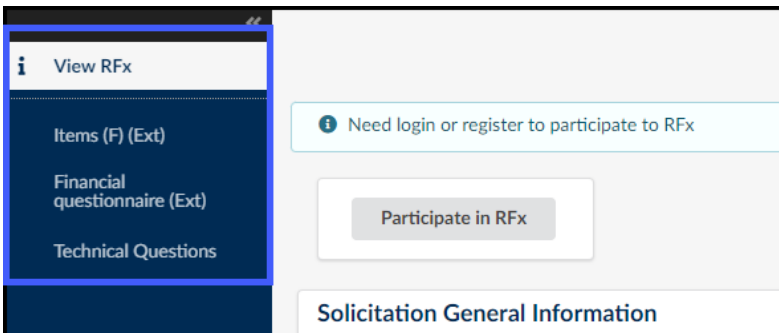 «
i View RFx
Items (F) (Ext)
Financial
questionnaire (Ext)
Technical Questions
Need login or register to participate to RFx
Participate in RFx
Solicitation General Information